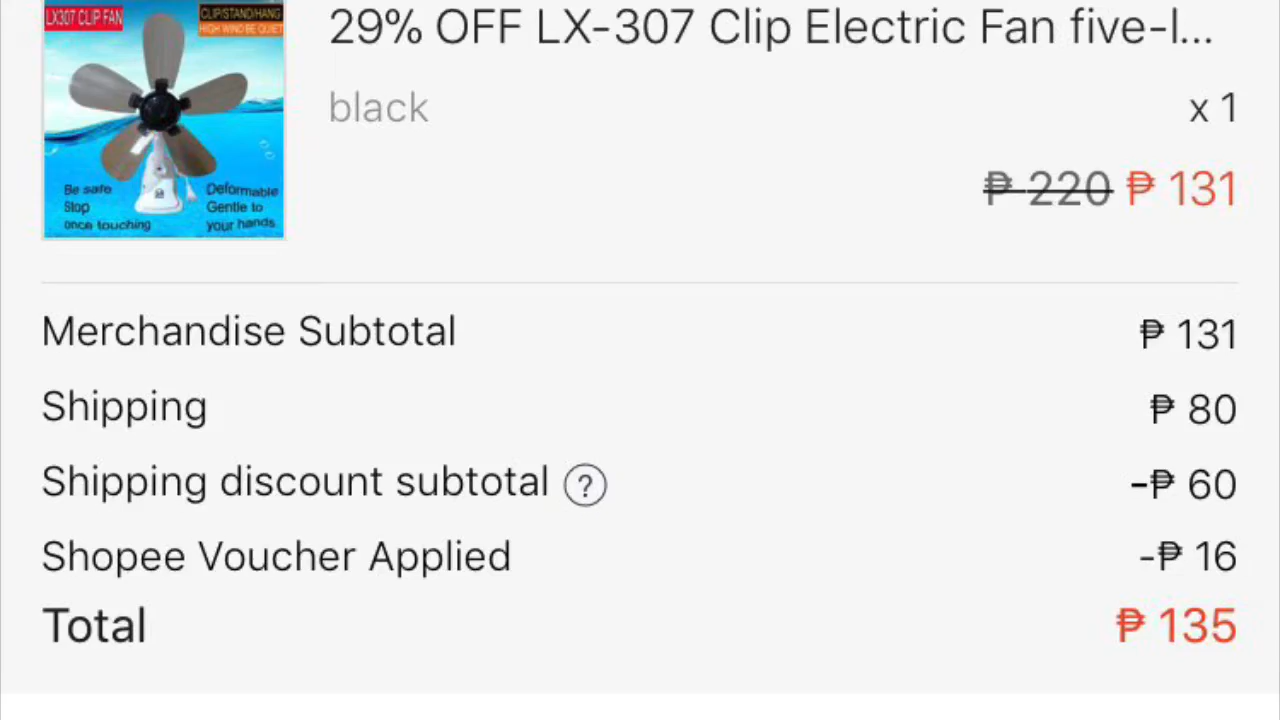 LX307 CLIP FAN
CLIP/STAND/HANG
HIGH WIND BE QUIET
Be safe
Stop
once touching
Deformable
Gentle to
your hands
29% OFF LX-307 Clip Electric Fan five-l...
black
x 1
₱ 220 ₱ 131
Merchandise Subtotal ₱ 131
Shipping ₱ 80
Shipping discount subtotal ? -₱ 60
Shopee Voucher Applied -₱ 16
Total ₱ 135